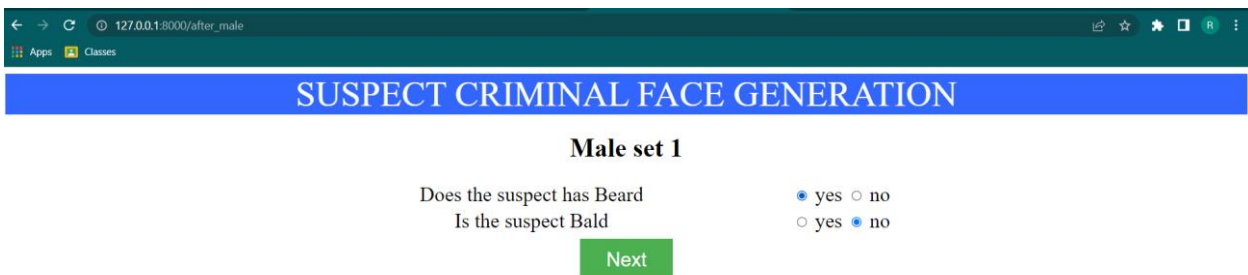 127.0.0.1:8000/after_male
R
Apps Classes
SUSPECT CRIMINAL FACE GENERATION
Male set 1
Does the suspect has Beard yes no
Is the suspect Bald yes no
Next